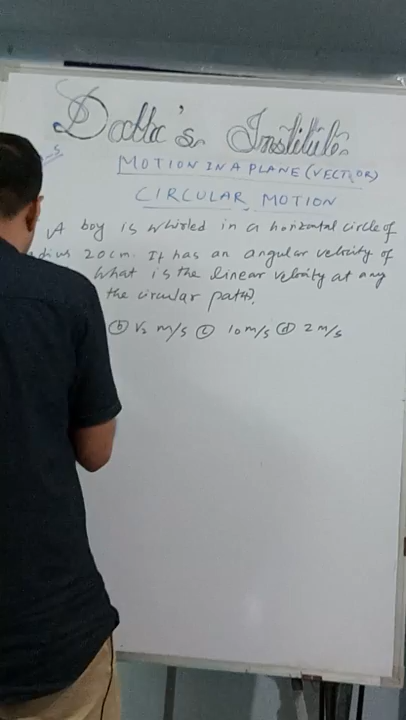 Datta's Institute
MOTION IN A PLANE (VECTOR)
CIRCULAR MOTION
A boy is whirled in a horizontal circle of
radius 20cm. It has an angular velocity of
What is the linear velocity at any
the circular path?
(b) √2 m/s (c) 10 m/s (d) 2 m/s